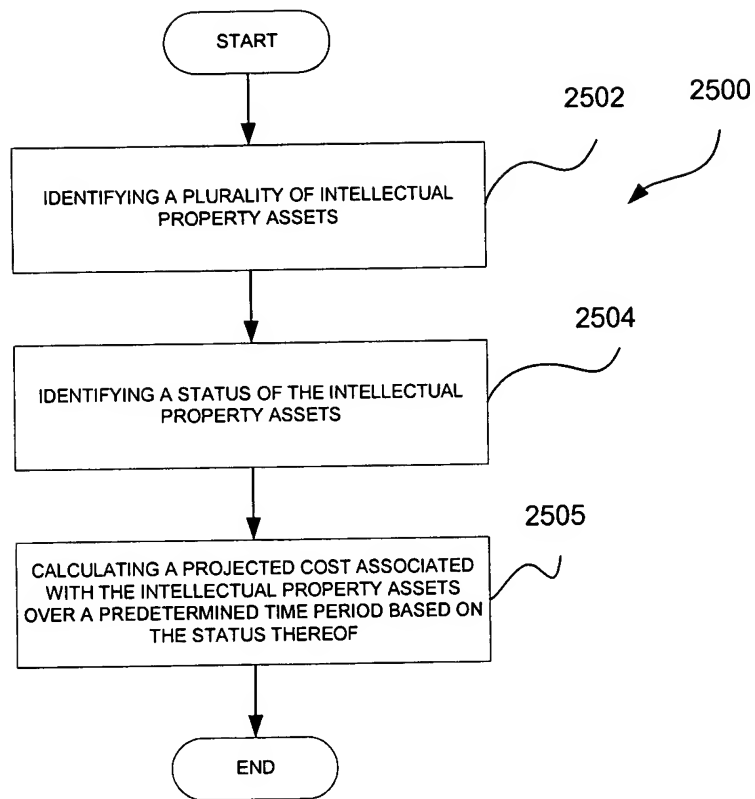 START
2502
2500
IDENTIFYING A PLURALITY OF INTELLECTUAL
PROPERTY ASSETS
2504
IDENTIFYING A STATUS OF THE INTELLECTUAL
PROPERTY ASSETS
2505
CALCULATING A PROJECTED COST ASSOCIATED
WITH THE INTELLECTUAL PROPERTY ASSETS
OVER A PREDETERMINED TIME PERIOD BASED ON
THE STATUS THEREOF
END